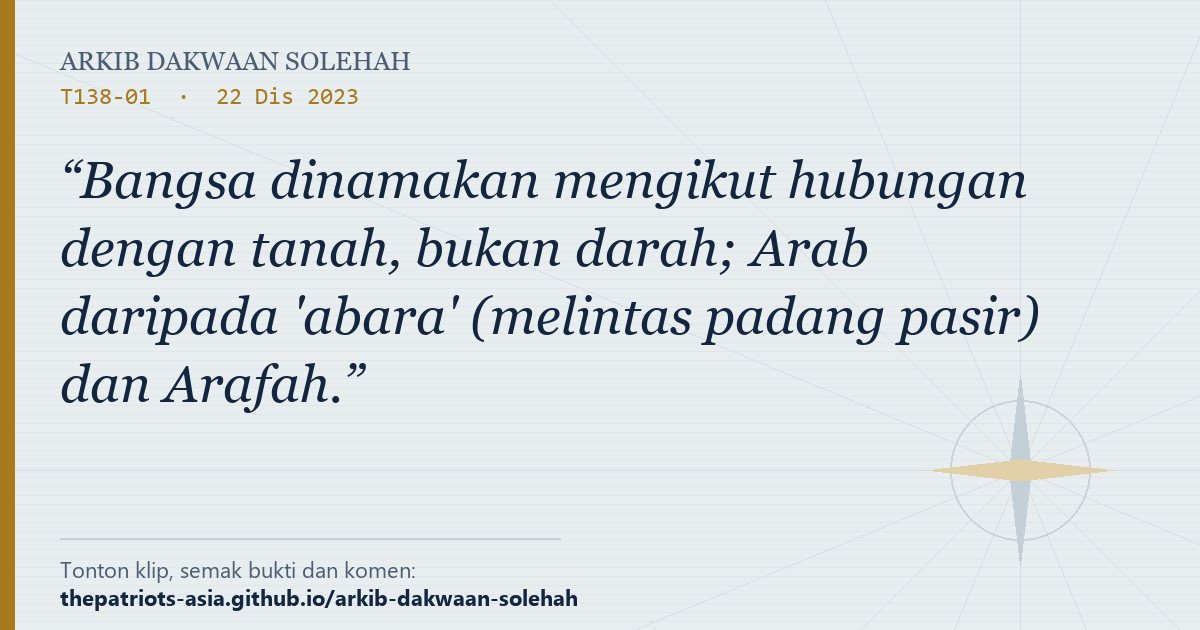 ARKIB DAKWAAN SOLEHAH
T138-01 · 22 Dis 2023
“Bangsa dinamakan mengikut hubungan
dengan tanah, bukan darah; Arab
daripada 'abara' (melintas padang pasir)
dan Arafah.”
Tonton klip, semak bukti dan komen:
thepatriots-asia.github.io/arkib-dakwaan-solehah